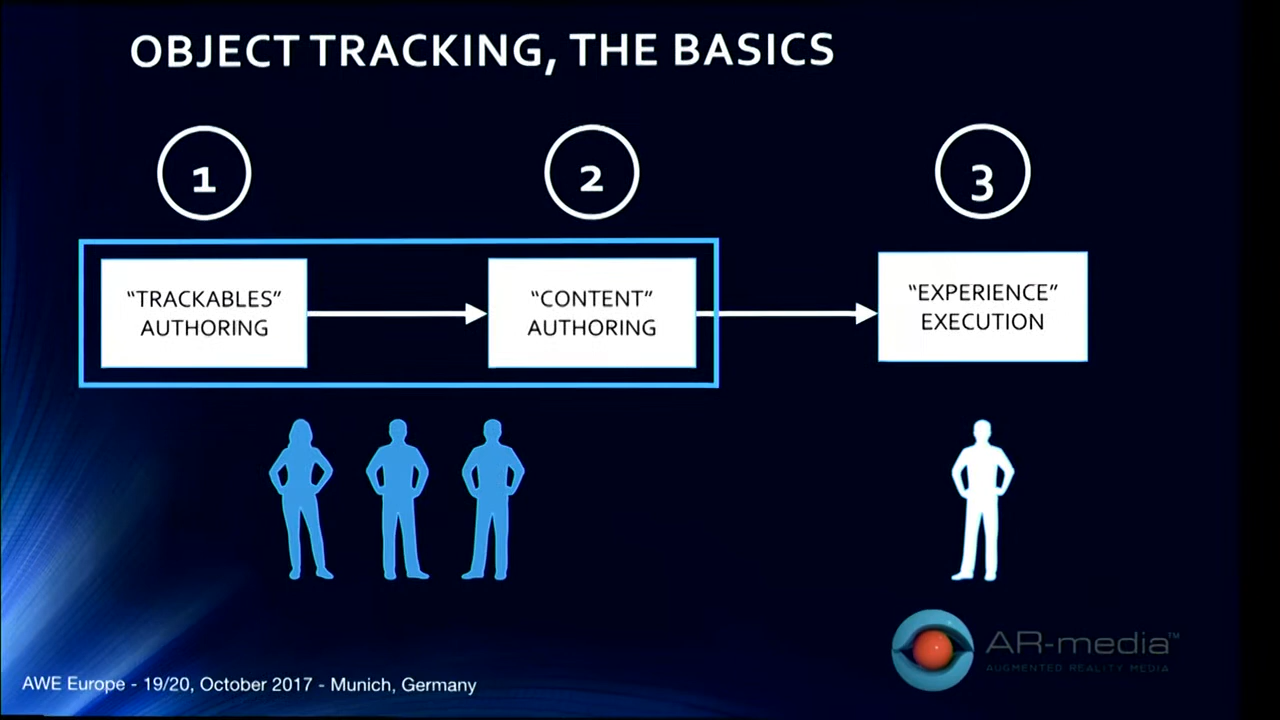 OBJECT TRACKING, THE BASICS
1
2
3
“TRACKABLES”
AUTHORING
“CONTENT”
AUTHORING
“EXPERIENCE”
EXECUTION
AR-media™
AUGMENTED REALITY MEDIA
AWE Europe - 19/20, October 2017 - Munich, Germany